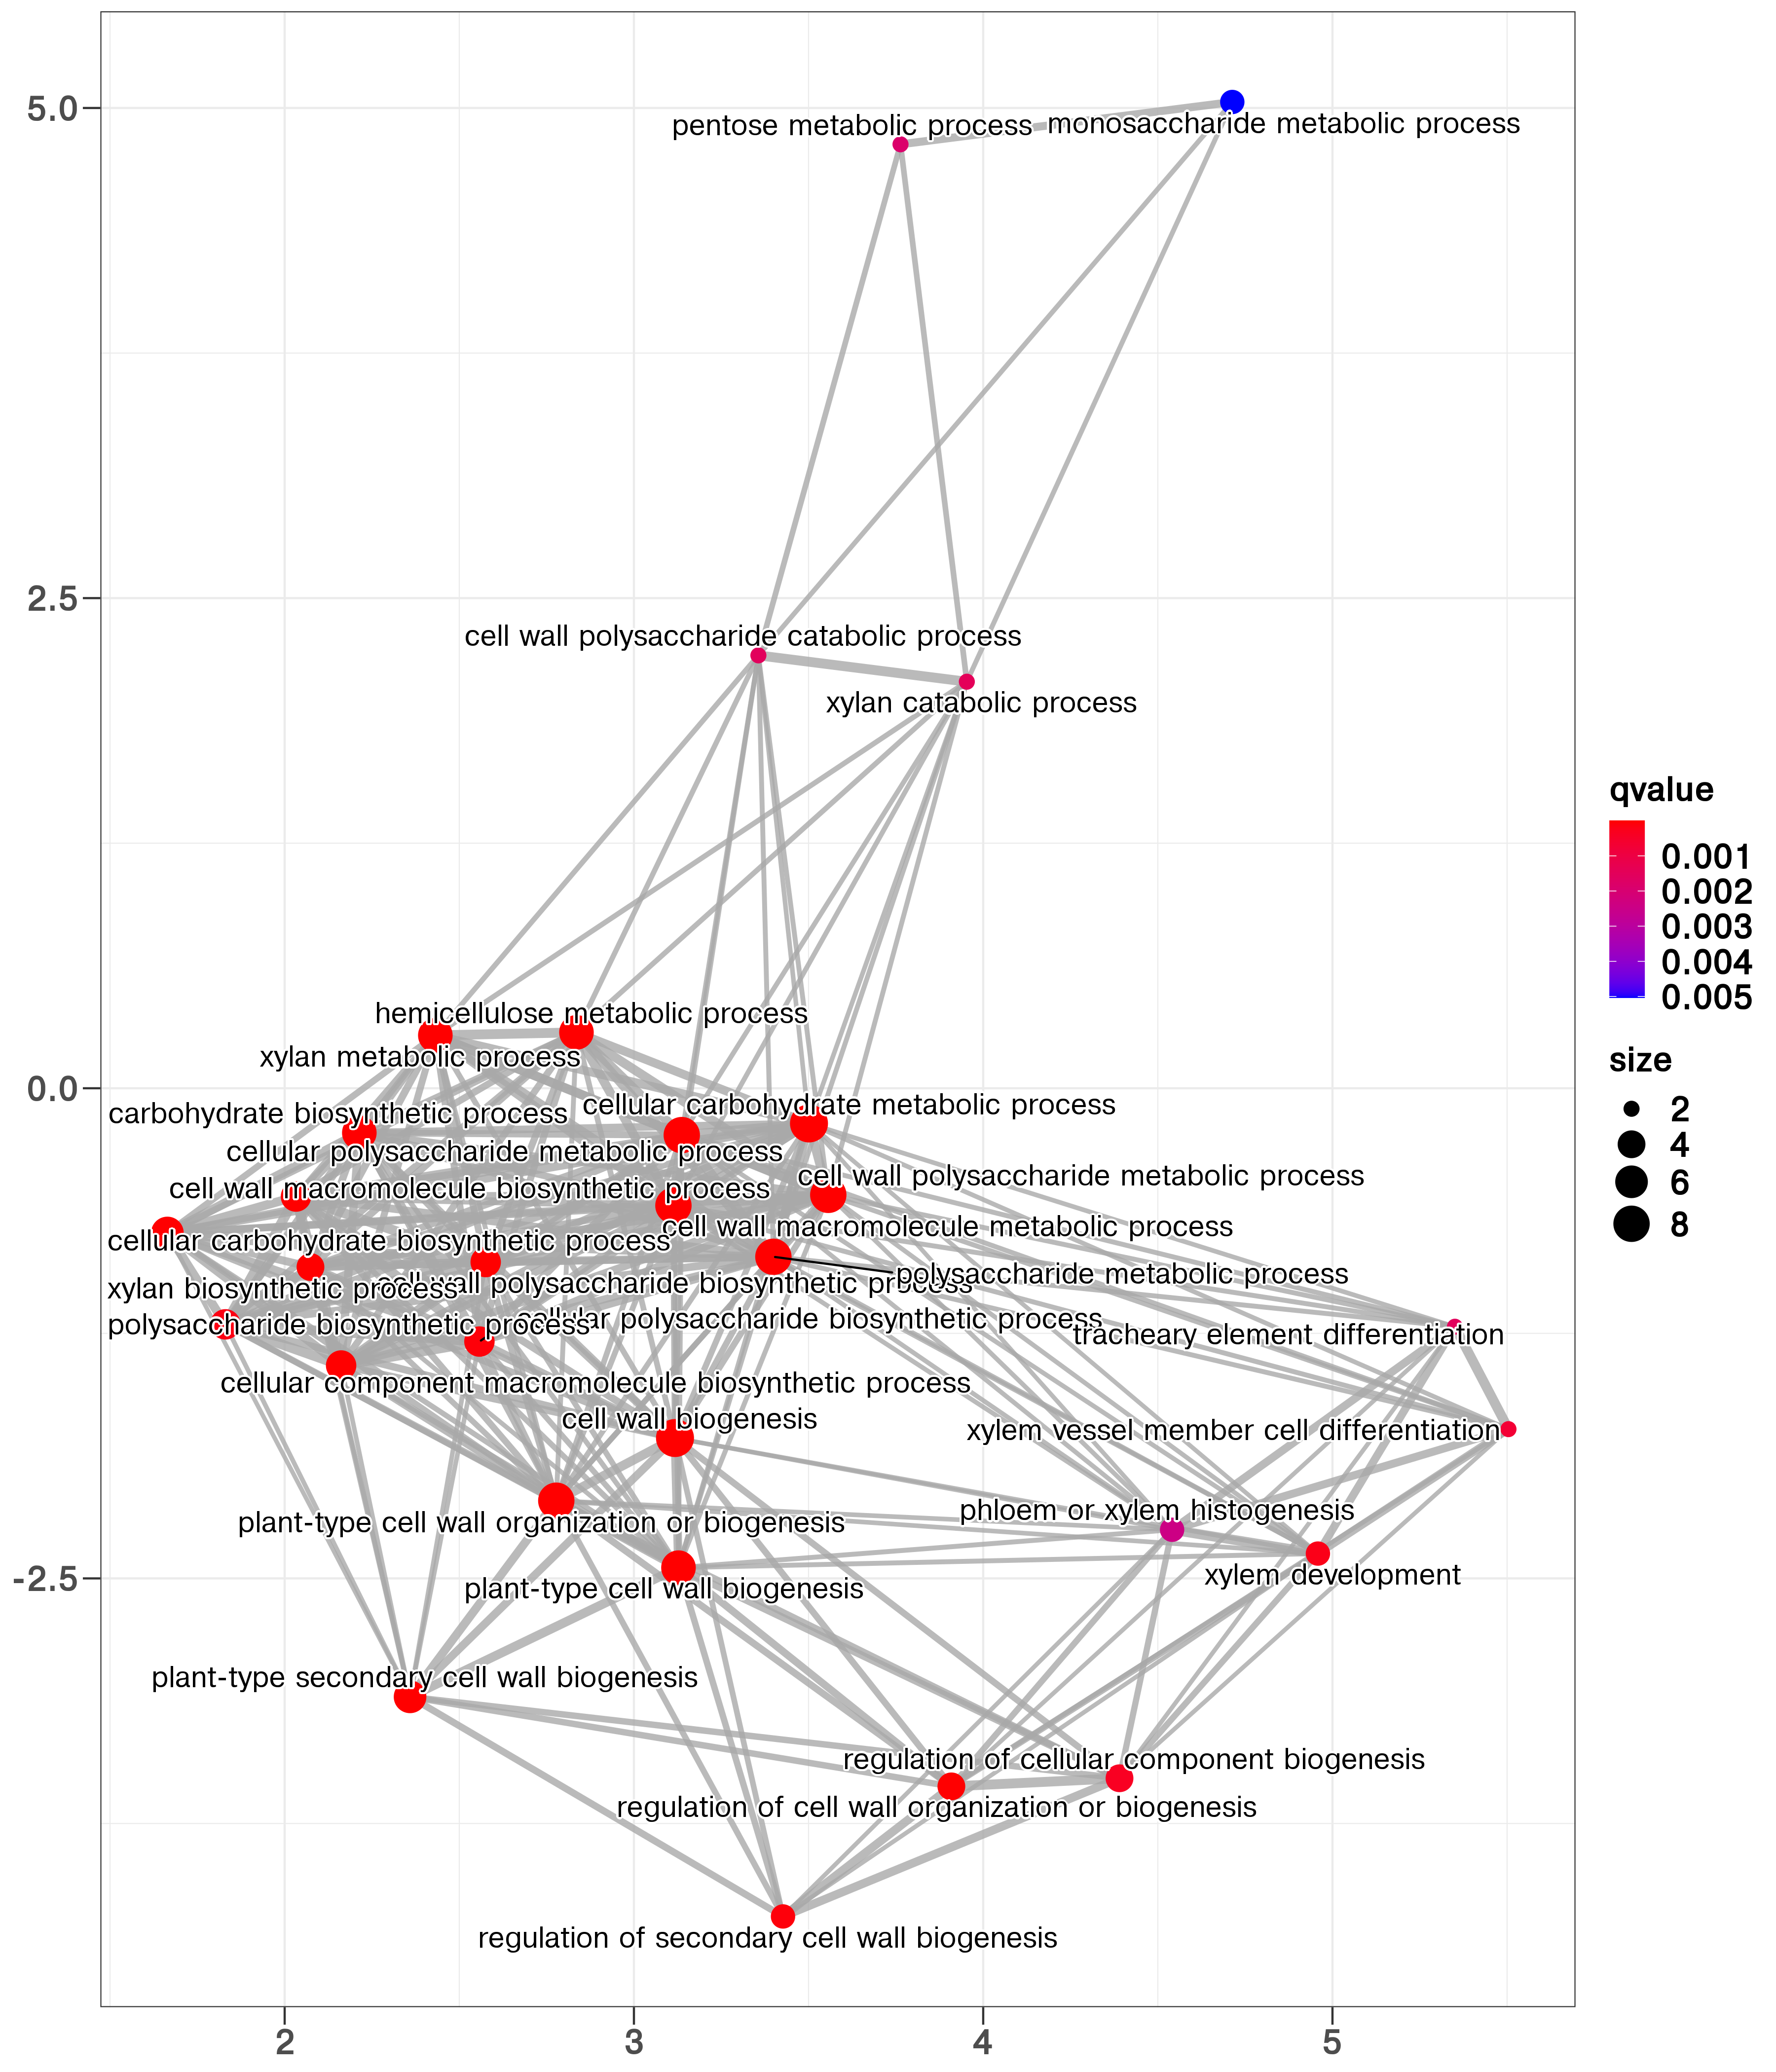 5.0
pentose metabolic process
monosaccharide metabolic process
2.5
cell wall polysaccharide catabolic process
xylan catabolic process
qvalue
0.001
0.002
0.003
0.004
0.005
hemicellulose metabolic process
xylan metabolic process
size
2
4
6
8
0.0
carbohydrate biosynthetic process
cellular carbohydrate metabolic process
cellular polysaccharide metabolic process
cell wall polysaccharide metabolic process
cell wall macromolecule biosynthetic process
cell wall macromolecule metabolic process
cellular carbohydrate biosynthetic process
polysaccharide metabolic process
xylan biosynthetic process
cell wall polysaccharide biosynthetic process
polysaccharide biosynthetic process
cellular polysaccharide biosynthetic process
tracheary element differentiation
cellular component macromolecule biosynthetic process
cell wall biogenesis
xylem vessel member cell differentiation
phloem or xylem histogenesis
plant-type cell wall organization or biogenesis
-2.5
xylem development
plant-type cell wall biogenesis
plant-type secondary cell wall biogenesis
regulation of cellular component biogenesis
regulation of cell wall organization or biogenesis
regulation of secondary cell wall biogenesis
2
3
4
5